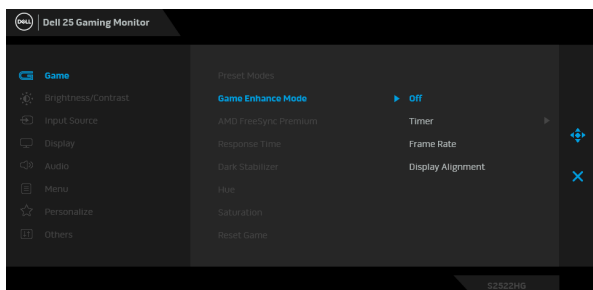 DELL
Dell 25 Gaming Monitor
Game
Brightness/Contrast
Input Source
Display
Audio
Menu
Personalize
Others
Preset Modes
Game Enhance Mode
AMD FreeSync Premium
Response Time
Dark Stabilizer
Hue
Saturation
Reset Game
Off
Timer
Frame Rate
Display Alignment
S2522HG